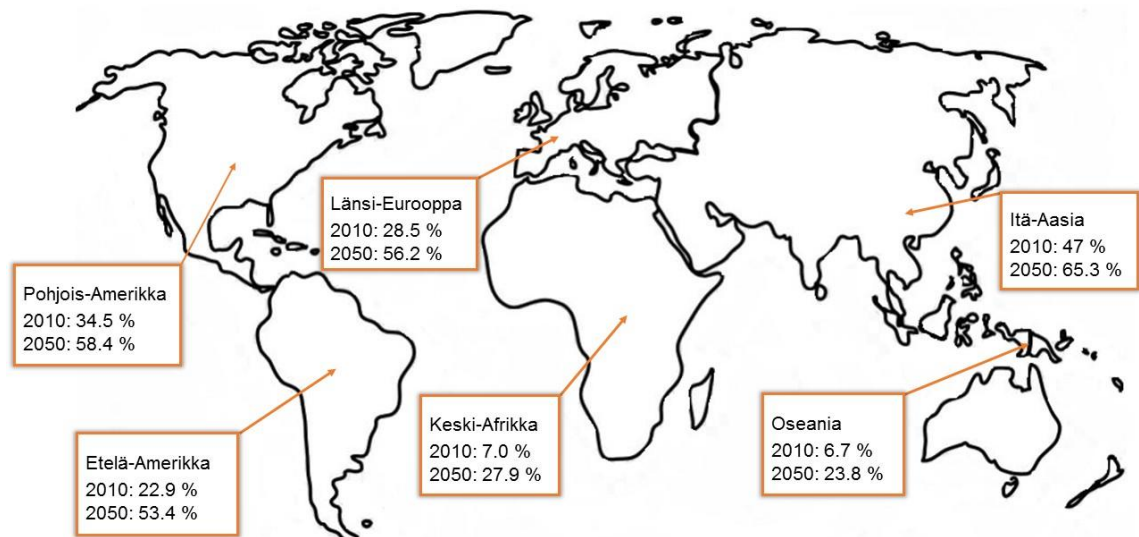 Länsi-Eurooppa
2010: 28.5 %
2050: 56.2 %
Itä-Aasia
2010: 47 %
2050: 65.3 %
Pohjois-Amerikka
2010: 34.5 %
2050: 58.4 %
Etelä-Amerikka
2010: 22.9 %
2050: 53.4 %
Keski-Afrikka
2010: 7.0 %
2050: 27.9 %
Oseania
2010: 6.7 %
2050: 23.8 %